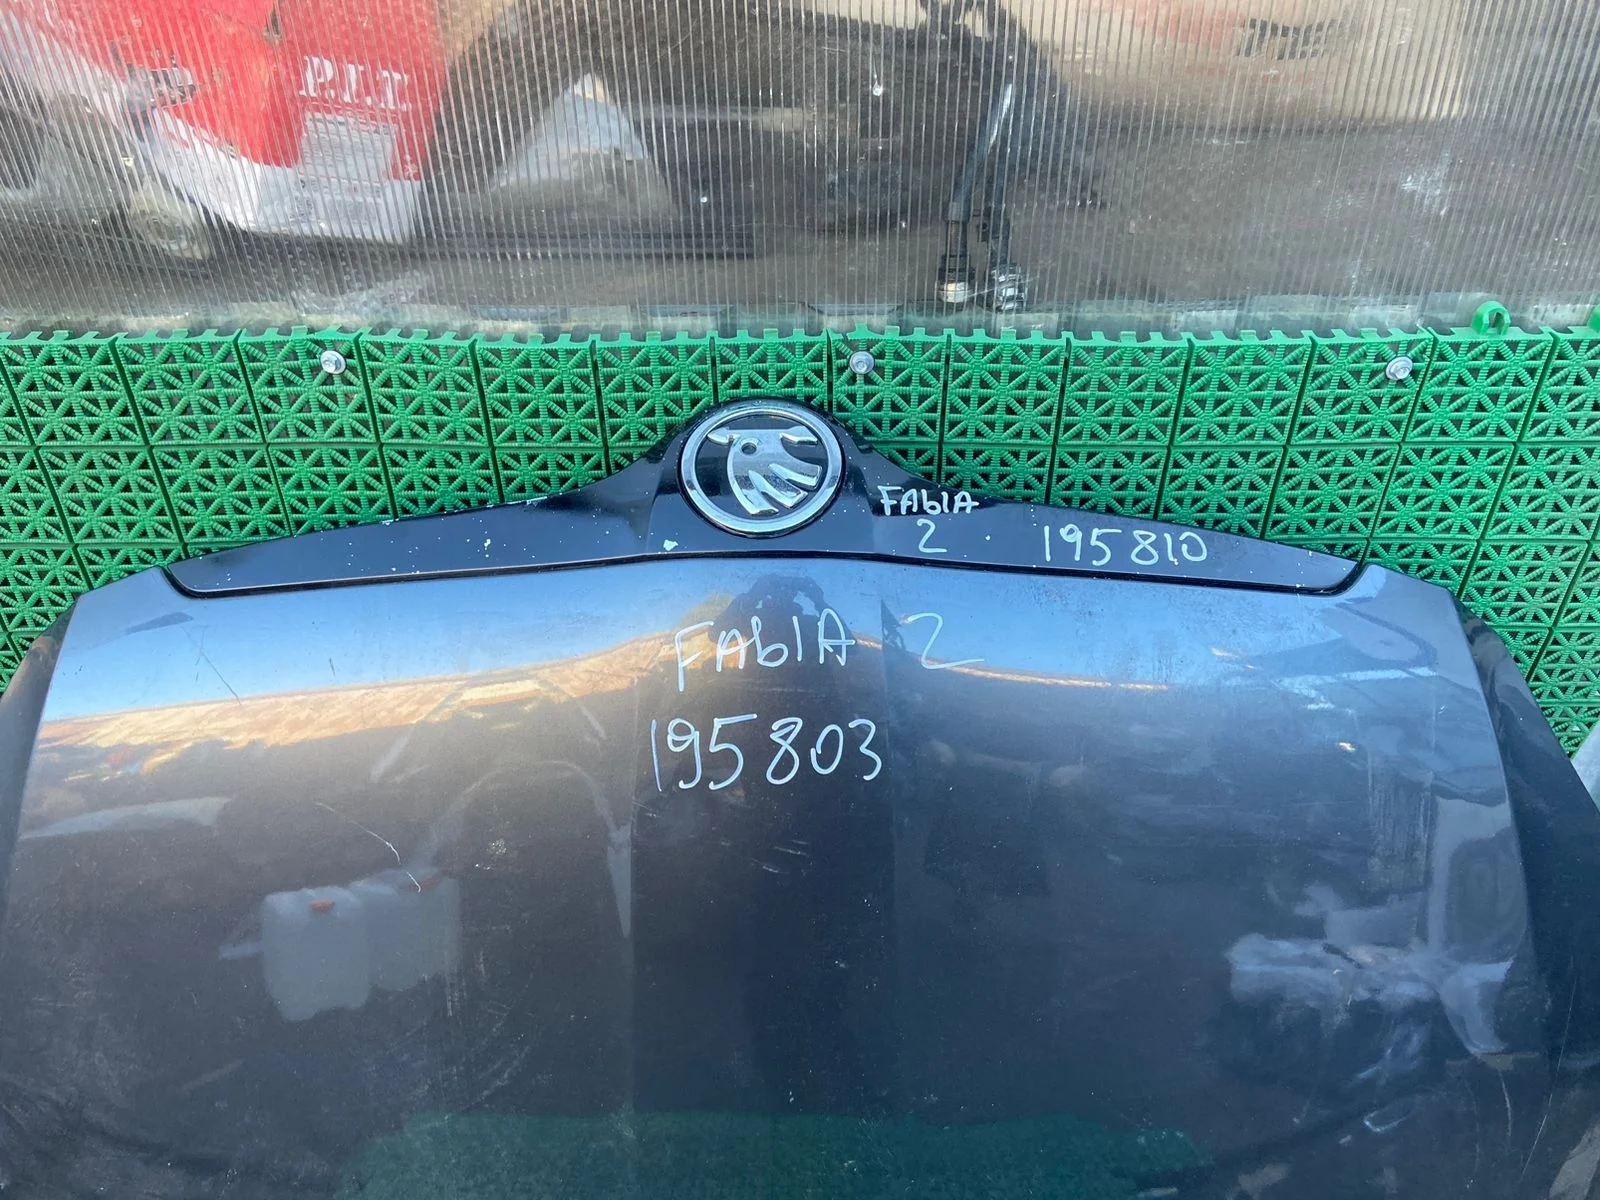 P.I.T.
FAbIA
2
195810
FAbIA 2
195803